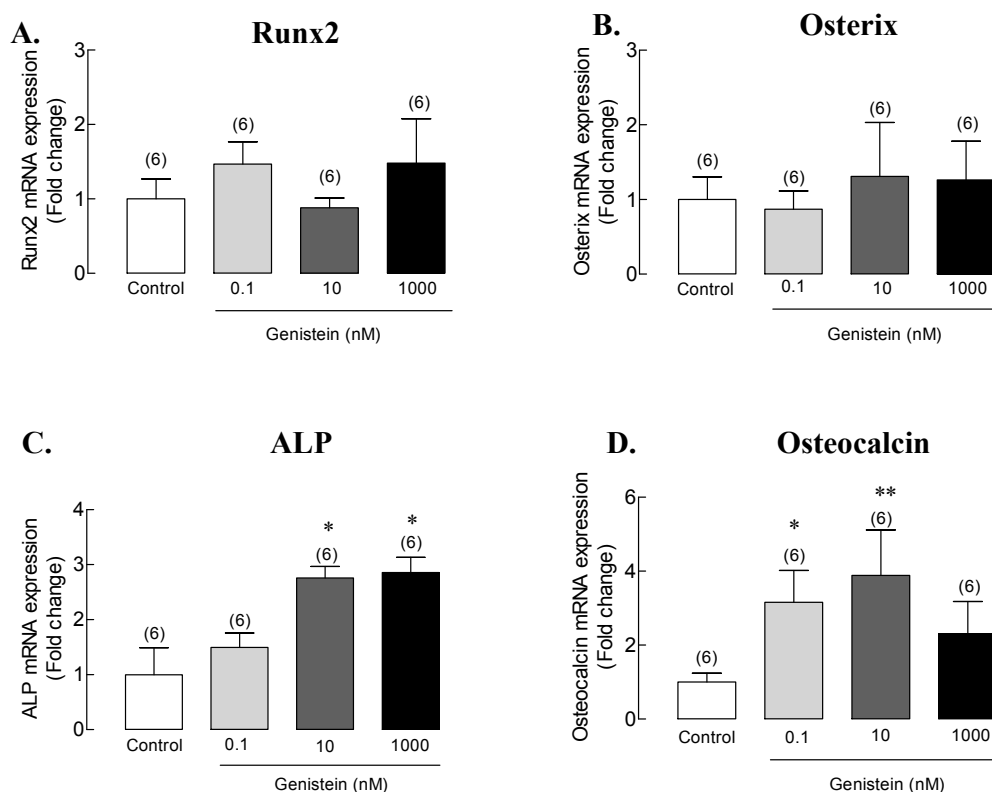 A.
Runx2
Runx2 mRNA expression
(Fold change)
3
2
1
0
(6)
(6)
(6)
(6)
Control
0.1
10
1000
Genistein (nM)
B.
Osterix
Osterix mRNA expression
(Fold change)
3
2
1
0
(6)
(6)
(6)
(6)
Control
0.1
10
1000
Genistein (nM)
C.
ALP
ALP mRNA expression
(Fold change)
4
3
2
1
0
(6)
(6)
*
(6)
*
(6)
Control
0.1
10
1000
Genistein (nM)
D.
Osteocalcin
Osteocalcin mRNA expression
(Fold change)
6
4
2
0
(6)
*
(6)
**
(6)
(6)
Control
0.1
10
1000
Genistein (nM)